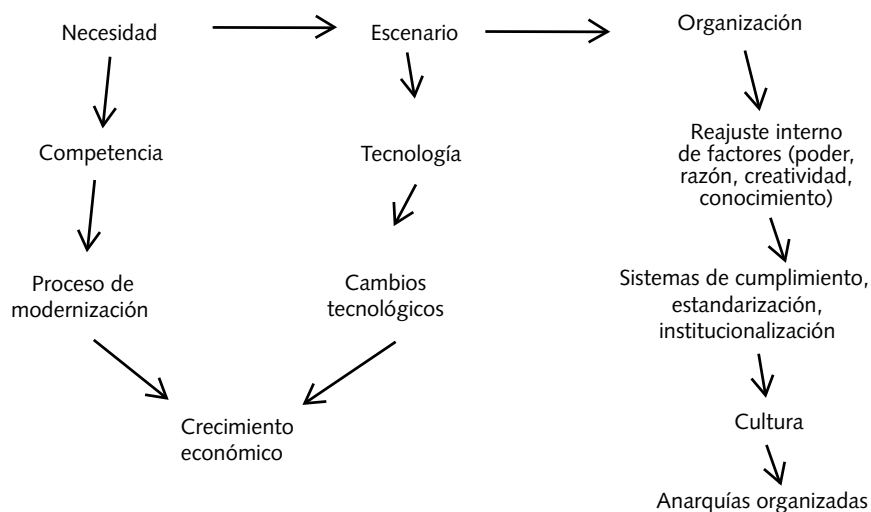 Necesidad
Escenario
Organización
Competencia
Tecnología
Reajuste interno
de factores (poder,
razón, creatividad,
conocimiento)
Proceso de
modernización
Cambios
tecnológicos
Sistemas de cumplimiento,
estandarización,
institucionalización
Crecimiento
económico
Cultura
Anarquías organizadas